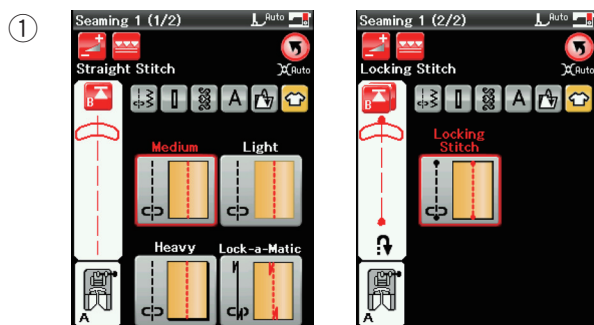 ①
Seaming 1 (1/2) Auto
Straight Stitch Auto
B A
Medium Light
Heavy Lock-a-Matic
A
Seaming 1 (2/2) Auto
Locking Stitch Auto
B A
Locking
Stitch
A